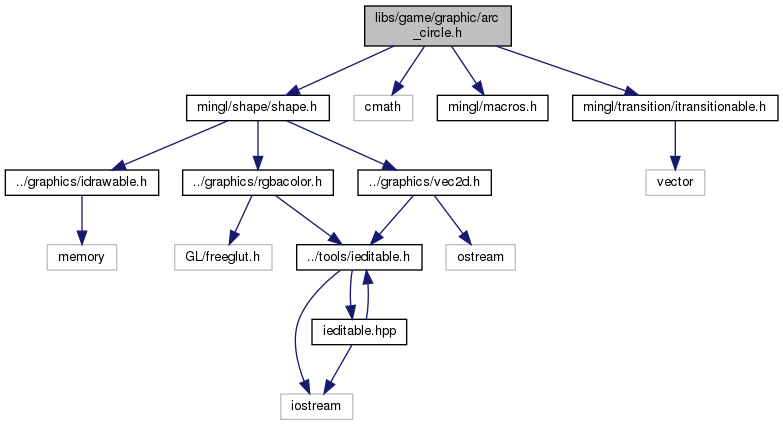 libs/game/graphic/arc
_circle.h
mingl/shape/shape.h
cmath
mingl/macros.h
mingl/transition/itransitionable.h
../graphics/idrawable.h
../graphics/rgbacolor.h
../graphics/vec2d.h
vector
memory
GL/freeglut.h
../tools/ieditable.h
ostream
ieditable.hpp
iostream